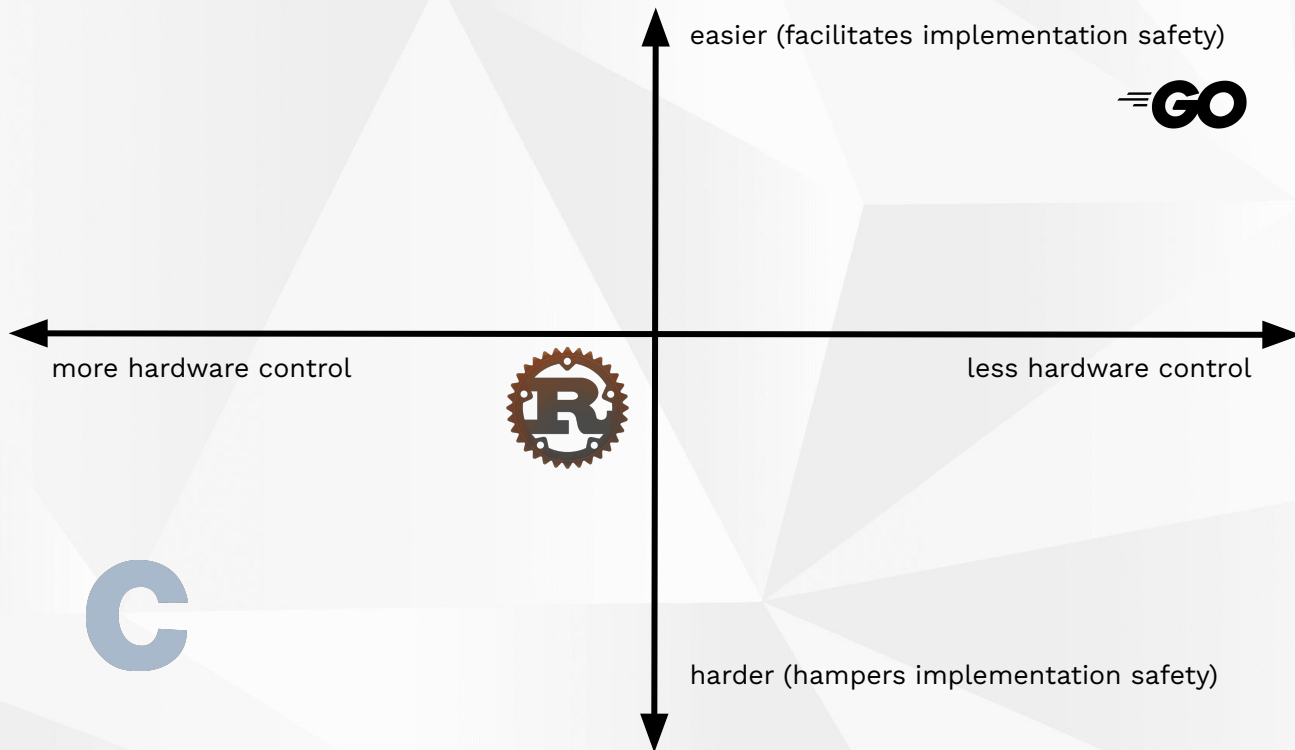 easier (facilitates implementation safety)
GO
more hardware control
less hardware control
R
C
harder (hampers implementation safety)